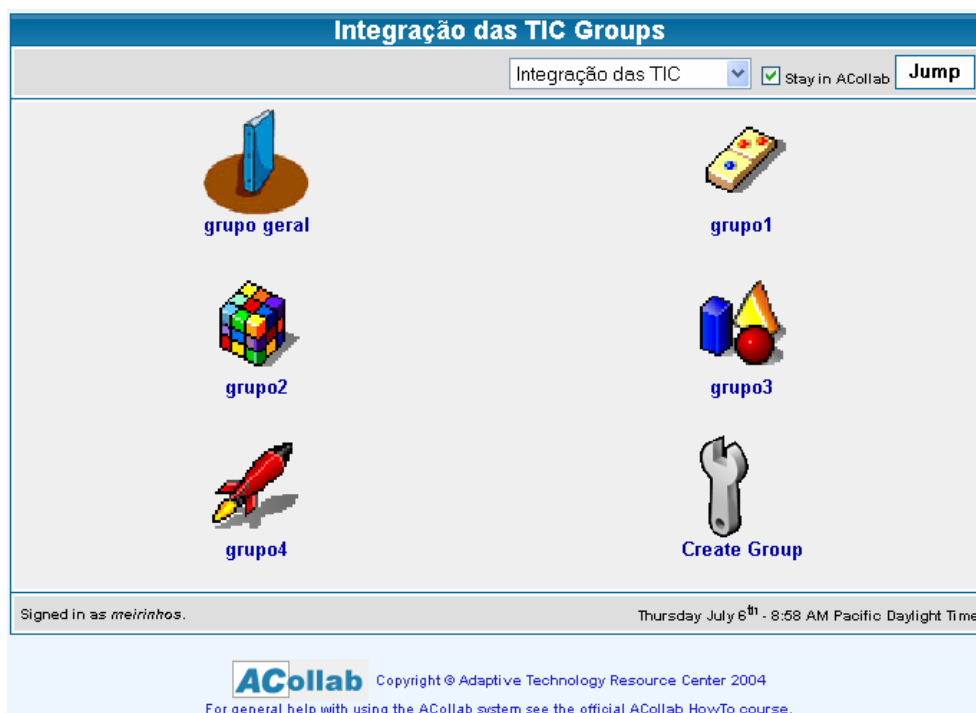 Integração das TIC Groups
Integração das TIC Stay in ACollab Jump
grupo geral grupo1
grupo2 grupo3
grupo4 Create Group
Signed in as meirinhos. Thursday July 6th - 8:58 AM Pacific Daylight Time
ACollab Copyright © Adaptive Technology Resource Center 2004
For general help with using the ACollab system see the official ACollab HowTo course.